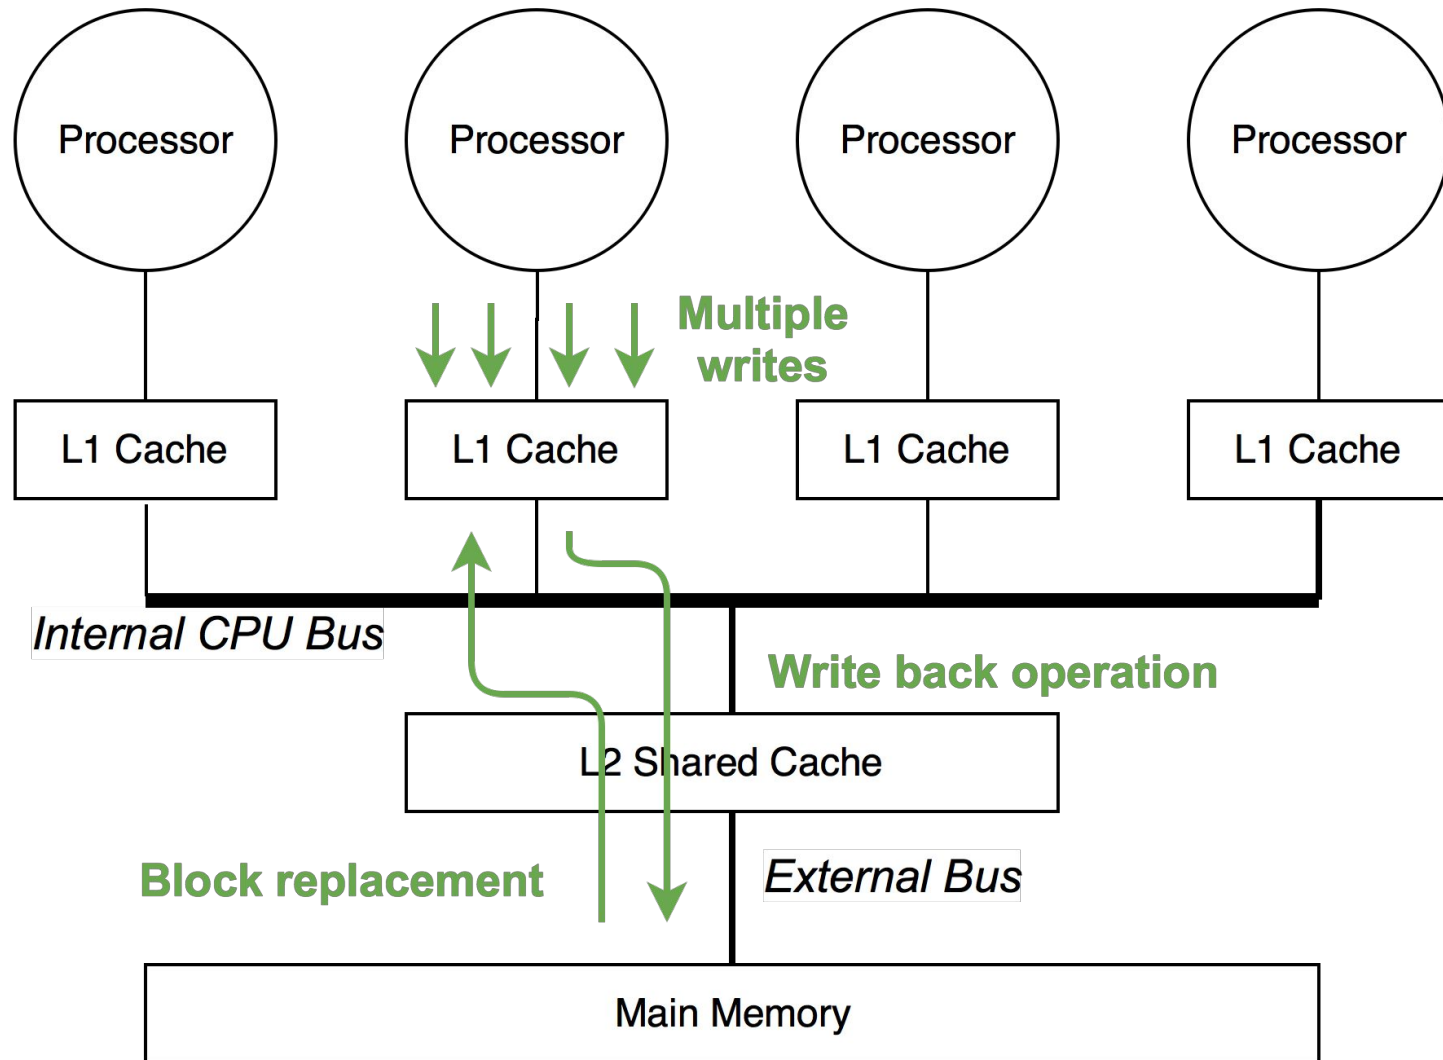 Processor
Processor
Processor
Processor
Multiple
writes
L1 Cache
L1 Cache
L1 Cache
L1 Cache
Internal CPU Bus
Write back operation
L2 Shared Cache
Block replacement
External Bus
Main Memory